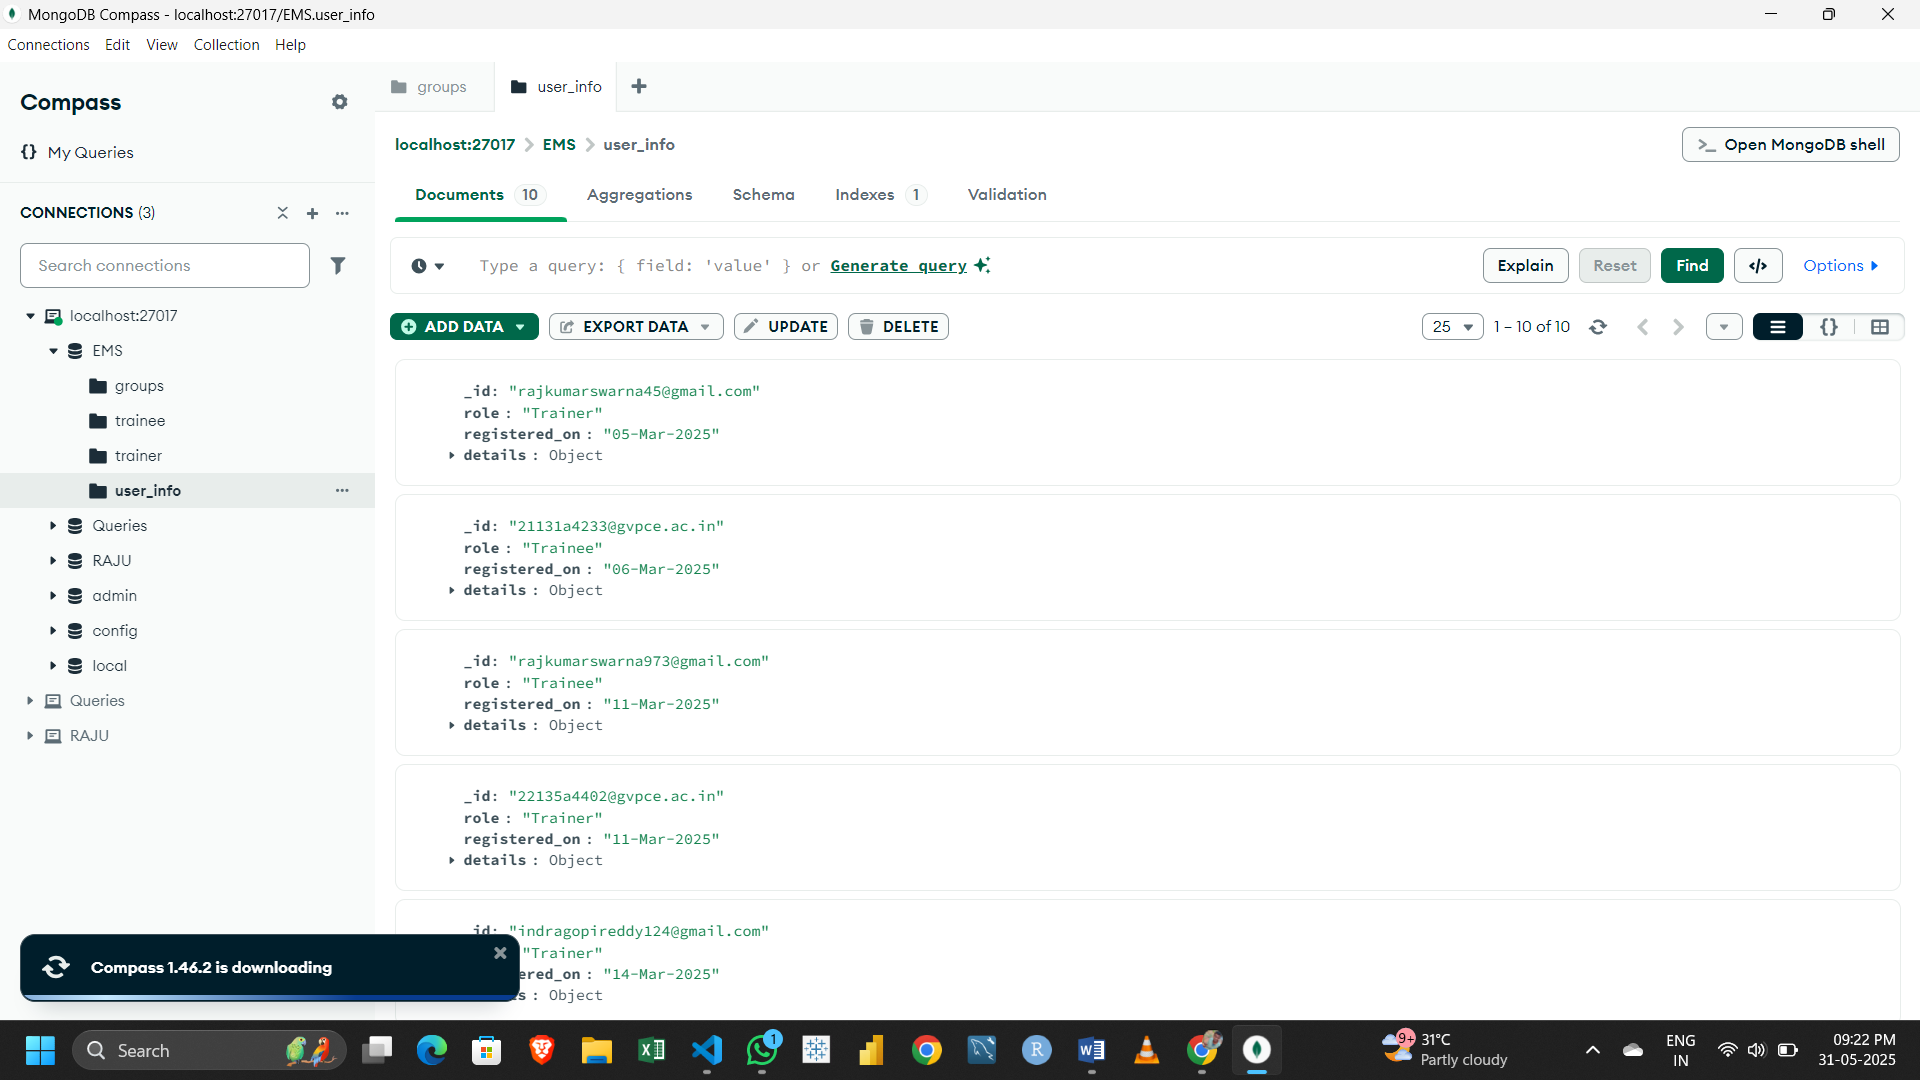 MongoDB Compass - localhost:27017/EMS.user_info
Connections Edit View Collection Help
Compass
{} My Queries
CONNECTIONS (3)
Search connections
localhost:27017
EMS
groups
trainee
trainer
user_info
Queries
RAJU
admin
config
local
Queries
RAJU
groups user_info
localhost:27017 > EMS > user_info
>_ Open MongoDB shell
Documents 10 Aggregations Schema Indexes 1 Validation
Type a query: { field: 'value' } or Generate query
Explain Reset Find </> Options
ADD DATA EXPORT DATA UPDATE DELETE
25 1 – 10 of 10 {}
_id: "rajkumarswarna45@gmail.com"
role : "Trainer"
registered_on : "05-Mar-2025"
details : Object
_id: "21131a4233@gvpce.ac.in"
role : "Trainee"
registered_on : "06-Mar-2025"
details : Object
_id: "rajkumarswarna973@gmail.com"
role : "Trainee"
registered_on : "11-Mar-2025"
details : Object
_id: "22135a4402@gvpce.ac.in"
role : "Trainer"
registered_on : "11-Mar-2025"
details : Object
_id: "indragopireddy124@gmail.com"
"Trainer"
ered_on : "14-Mar-2025"
ls : Object
Compass 1.46.2 is downloading
Search
1
X
R
W
9+
31°C
Partly cloudy
ENG
IN
09:22 PM
31-05-2025